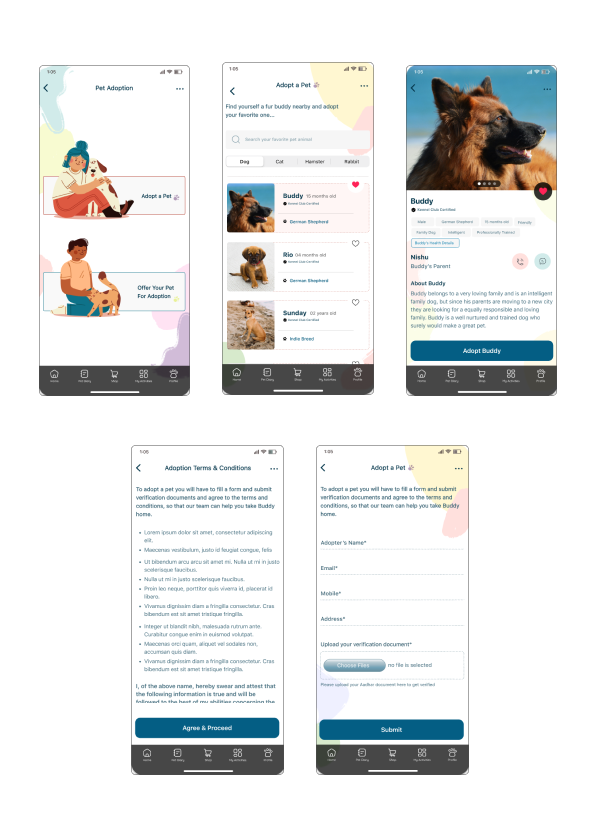 1:05
Pet Adoption
Adopt a Pet
Offer Your Pet
For Adoption
Home
Pet Diary
Shop
My Activities
Profile
1:05
Adopt a Pet
Find yourself a fur buddy nearby and adopt
your favorite one...
Search your favorite pet animal
Dog
Cat
Hamster
Rabbit
Buddy 15 months old
Kennel Club Certified
German Shepherd
Rio 04 months old
Kennel Club Certified
German Shepherd
Sunday 02 years old
Kennel Club Certified
Indie Breed
Home
Pet Diary
Shop
My Activities
Profile
1:05
Buddy
Kennel Club Certified
Male
German Shepherd
15 months old
Friendly
Family Dog
Intelligent
Professionally Trained
Buddy's Health Details
Nishu
Buddy's Parent
About Buddy
Buddy belongs to a very loving family and is an intelligent
family dog, but since his parents are moving to a new city
they are looking for a equally responsible and loving
family. Buddy is a well nurtured and trained dog who
surely would make a great pet.
Adopt Buddy
Home
Pet Diary
Shop
My Activities
Profile
1:05
Adoption Terms & Conditions
To adopt a pet you will have to fill a form and submit
verification documents and agree to the terms and
conditions, so that our team can help you take Buddy
home.
• Lorem ipsum dolor sit amet, consectetur adipiscing
elit.
• Maecenas vestibulum, justo id feugiat congue, felis
• Ut bibendum arcu arcu sit amet mi. Nulla ut mi in justo
scelerisque faucibus.
• Nulla ut mi in justo scelerisque faucibus.
• Proin leo neque, porttitor quis viverra id, placerat id
libero.
• Vivamus dignissim diam a fringilla consectetur. Cras
bibendum est sit amet tristique fringilla.
• Integer ut blandit nibh, malesuada rutrum ante.
Curabitur congue enim in euismod volutpat.
• Maecenas orci quam, aliquet vel sodales non,
accumsan quis diam.
• Vivamus dignissim diam a fringilla consectetur. Cras
bibendum est sit amet tristique fringilla.
I, of the above name, hereby swear and attest that
the following information is true and will be
followed to the best of my abilities concerning the
Agree & Proceed
Home
Pet Diary
Shop
My Activities
Profile
1:05
Adopt a Pet
To adopt a pet you will have to fill a form and submit
verification documents and agree to the terms and
conditions, so that our team can help you take Buddy
home.
Adopter's Name*
Email*
Mobile*
Address*
Upload your verification document*
Choose Files
no file is selected
Please upload your Aadhar document here to get verified
Submit
Home
Pet Diary
Shop
My Activities
Profile